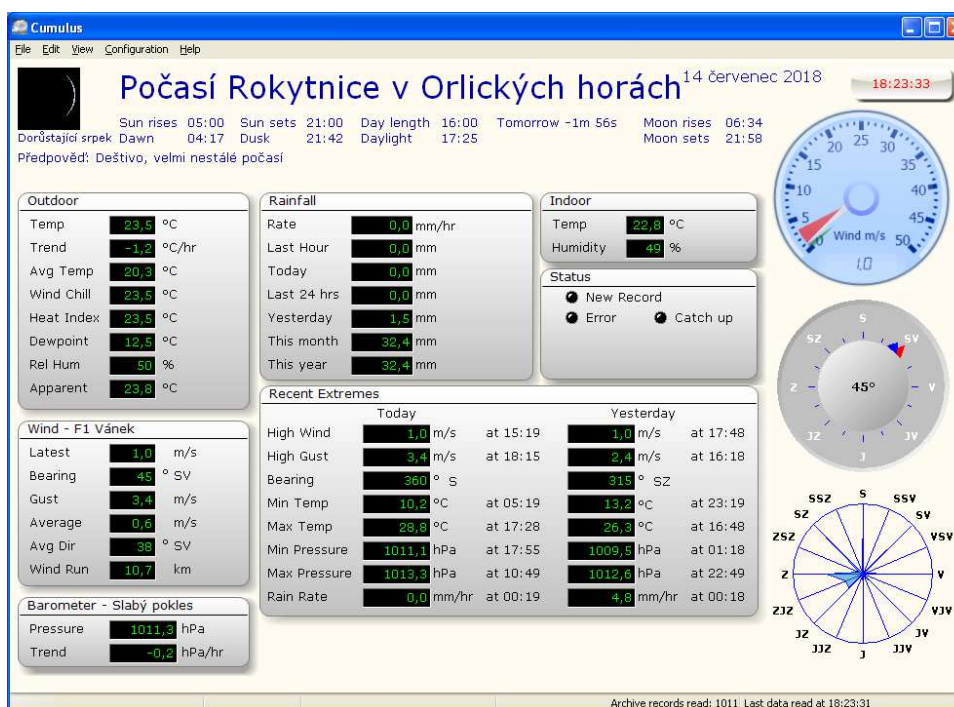 Cumulus
File Edit View Configuration Help
Počasí Rokytnice v Orlických horách
14 červenec 2018
18:23:33
Sun rises 05:00 Sun sets 21:00 Day length 16:00 Tomorrow -1m 56s Moon rises 06:34
Dorůstající srpek Dawn 04:17 Dusk 21:42 Daylight 17:25 Moon sets 21:58
Předpověď: Deštivo, velmi nestálé počasí
Outdoor
Temp 23,5 °C
Trend -1,2 °C/hr
Avg Temp 20,3 °C
Wind Chill 23,5 °C
Heat Index 23,5 °C
Dewpoint 12,5 °C
Rel Hum 50 %
Apparent 23,8 °C
Rainfall
Rate 0,0 mm/hr
Last Hour 0,0 mm
Today 0,0 mm
Last 24 hrs 0,0 mm
Yesterday 1,5 mm
This month 32,4 mm
This year 32,4 mm
Indoor
Temp 22,8 °C
Humidity 49 %
Status
New Record
Error Catch up
Wind - F1 Vánek
Latest 1,0 m/s
Bearing 45 ° SV
Gust 3,4 m/s
Average 0,6 m/s
Avg Dir 38 ° SV
Wind Run 10,7 km
Barometer - Slabý pokles
Pressure 1011,3 hPa
Trend -0,2 hPa/hr
Recent Extremes
Today Yesterday
High Wind 1,0 m/s at 15:19 1,0 m/s at 17:48
High Gust 3,4 m/s at 18:15 2,4 m/s at 16:18
Bearing 360 ° S 315 ° SZ
Min Temp 10,2 °C at 05:19 13,2 °C at 23:19
Max Temp 28,8 °C at 17:28 26,3 °C at 16:48
Min Pressure 1011,1 hPa at 17:55 1009,5 hPa at 01:18
Max Pressure 1013,3 hPa at 10:49 1012,6 hPa at 22:49
Rain Rate 0,0 mm/hr at 00:19 4,8 mm/hr at 00:18
0 5 10 15 20 25 30 35 40 45 50
Wind m/s
1.0
S
SZ SV
Z 45° V
JZ JV
J
SSZ S SSV
SZ SV
ZSZ VSV
Z V
ZJZ VJV
JZ JV
JJZ J JJV
Archive records read: 1011 Last data read at 18:23:31